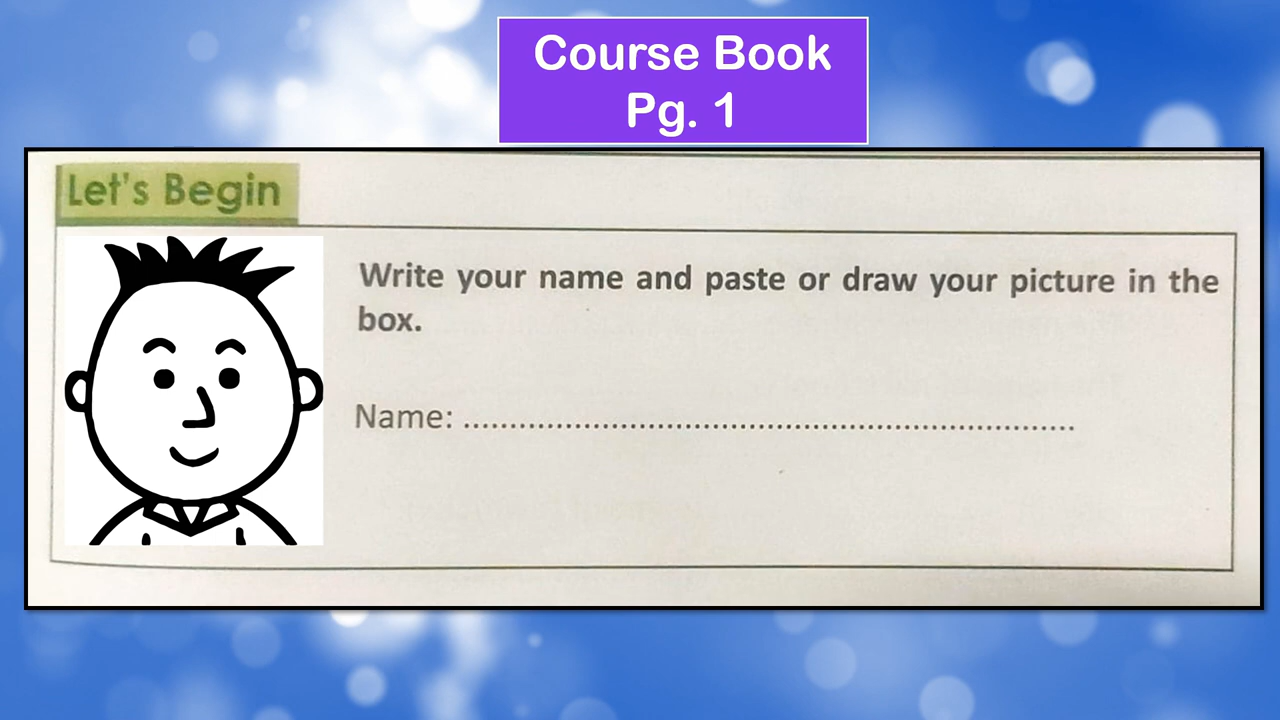 Course Book
Pg. 1
Let's Begin
Write your name and paste or draw your picture in the
box.
Name: ..................................................................